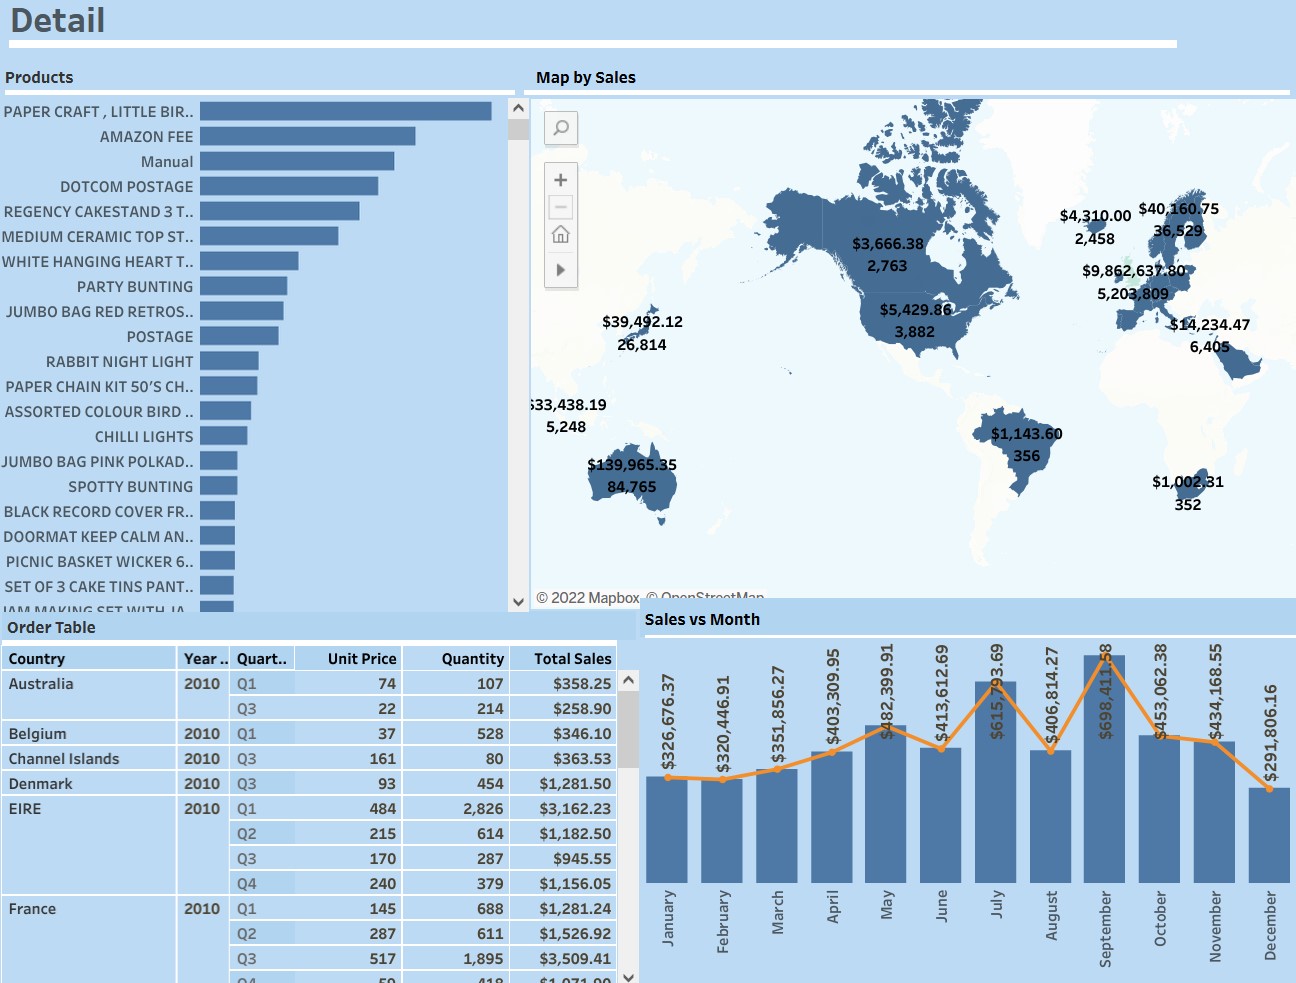 Detail
Products
PAPER CRAFT , LITTLE BIR..
AMAZON FEE
Manual
DOTCOM POSTAGE
REGENCY CAKESTAND 3 T..
MEDIUM CERAMIC TOP ST..
WHITE HANGING HEART T..
PARTY BUNTING
JUMBO BAG RED RETROS..
POSTAGE
RABBIT NIGHT LIGHT
PAPER CHAIN KIT 50'S CH..
ASSORTED COLOUR BIRD ..
CHILLI LIGHTS
JUMBO BAG PINK POLKAD..
SPOTTY BUNTING
BLACK RECORD COVER FR..
DOORMAT KEEP CALM AN..
PICNIC BASKET WICKER 6..
SET OF 3 CAKE TINS PANT..
JAM MAKING SET WITH JA..
Map by Sales
$3,666.38
2,763
$5,429.86
3,882
$4,310.00
2,458
$40,160.75
36,529
$9,862,637.80
5,203,809
$14,234.47
6,405
$39,492.12
26,814
$33,438.19
5,248
$139,965.35
84,765
$1,143.60
356
$1,002.31
352
© 2022 Mapbox © OpenStreetMap
Order Table
Country Year .. Quart.. Unit Price Quantity Total Sales
Australia 2010 Q1 74 107 $358.25
Q3 22 214 $258.90
Belgium 2010 Q1 37 528 $346.10
Channel Islands 2010 Q3 161 80 $363.53
Denmark 2010 Q3 93 454 $1,281.50
EIRE 2010 Q1 484 2,826 $3,162.23
Q2 215 614 $1,182.50
Q3 170 287 $945.55
Q4 240 379 $1,156.05
France 2010 Q1 145 688 $1,281.24
Q2 287 611 $1,526.92
Q3 517 1,895 $3,509.41
Q4 59 418 $1,071.90
Sales vs Month
$326,676.37
$320,446.91
$351,856.27
$403,309.95
$482,399.91
$413,612.69
$615,793.69
$406,814.27
$698,411.58
$453,062.38
$434,168.55
$291,806.16
January
February
March
April
May
June
July
August
September
October
November
December